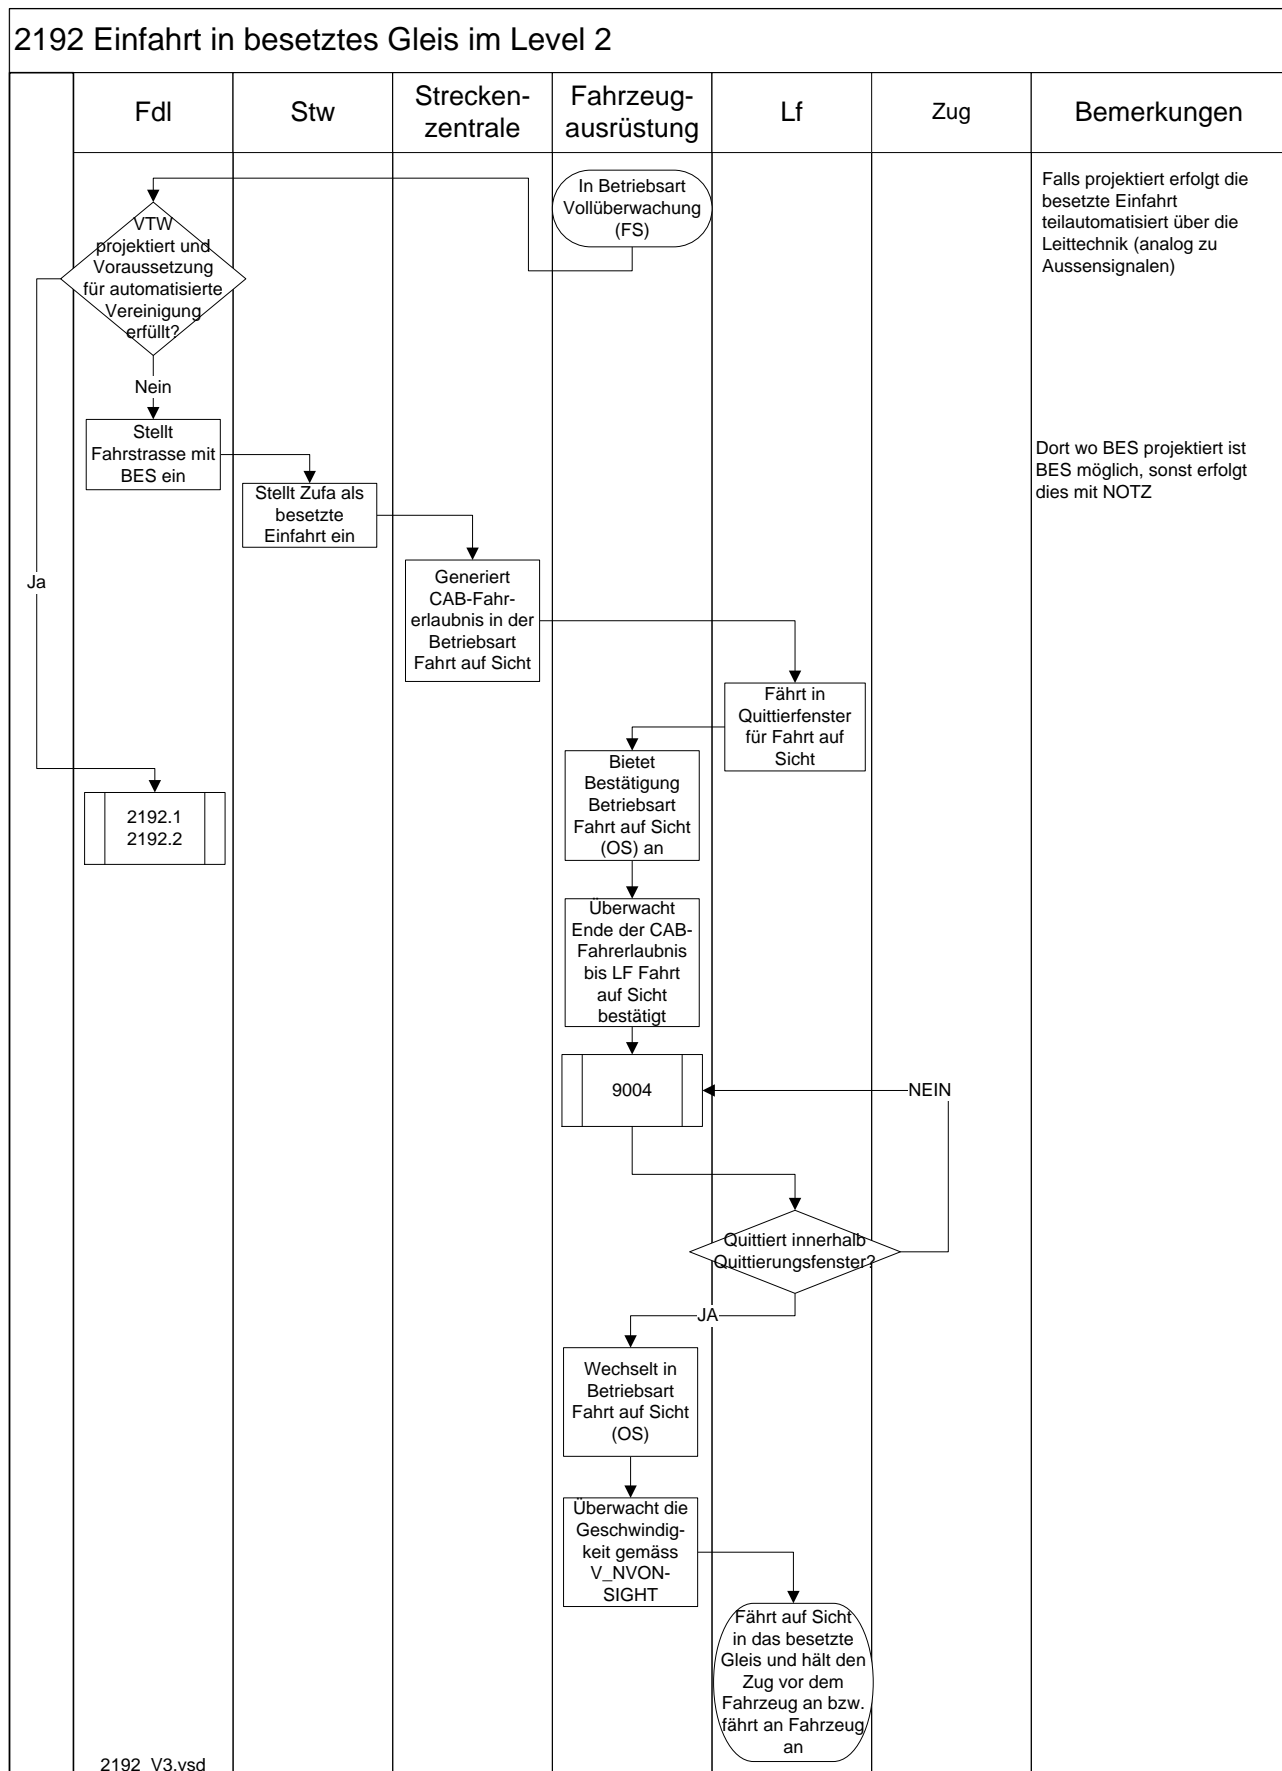 2192 Einfahrt in besetztes Gleis im Level 2
Fdl
Stw
Strecken-
zentrale
Fahrzeug-
ausrüstung
Lf
Zug
Bemerkungen
In Betriebsart
Vollüberwachung
(FS)
Falls projektiert erfolgt die
besetzte Einfahrt
teilautomatisiert über die
Leittechnik (analog zu
Aussensignalen)
VTW
projektiert und
Voraussetzung
für automatisierte
Vereinigung
erfüllt?
Nein
Stellt
Fahrstrasse mit
BES ein
Dort wo BES projektiert ist
BES möglich, sonst erfolgt
dies mit NOTZ
Stellt Zufa als
besetzte
Einfahrt ein
Ja
Generiert
CAB-Fahr-
erlaubnis in der
Betriebsart
Fahrt auf Sicht
Fährt in
Quittierfenster
für Fahrt auf
Sicht
Bietet
Bestätigung
Betriebsart
Fahrt auf Sicht
(OS) an
2192.1
2192.2
Überwacht
Ende der CAB-
Fahrerlaubnis
bis LF Fahrt
auf Sicht
bestätigt
9004
NEIN
Quittiert innerhalb
Quittierungsfenster?
JA
Wechselt in
Betriebsart
Fahrt auf Sicht
(OS)
Überwacht die
Geschwindig-
keit gemäss
V_NVON-
SIGHT
Fährt auf Sicht
in das besetzte
Gleis und hält den
Zug vor dem
Fahrzeug an bzw.
fährt an Fahrzeug
an
2192_V3.vsd